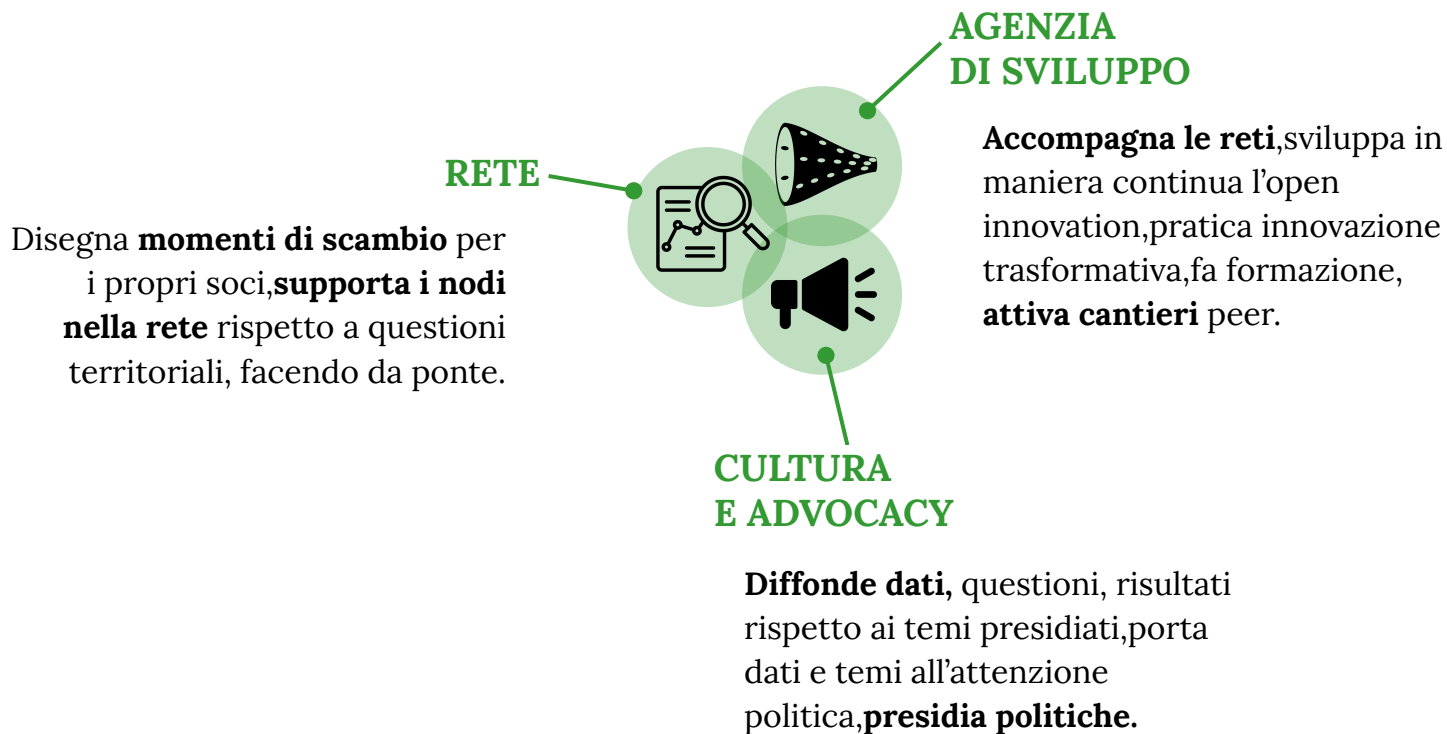 AGENZIA
DI SVILUPPO
Accompagna le reti,sviluppa in
maniera continua l’open
innovation,pratica innovazione
trasformativa,fa formazione,
attiva cantieri peer.
RETE
Disegna momenti di scambio per
i propri soci,supporta i nodi
nella rete rispetto a questioni
territoriali, facendo da ponte.
CULTURA
E ADVOCACY
Diffonde dati, questioni, risultati
rispetto ai temi presidiati,porta
dati e temi all’attenzione
politica,presidia politiche.